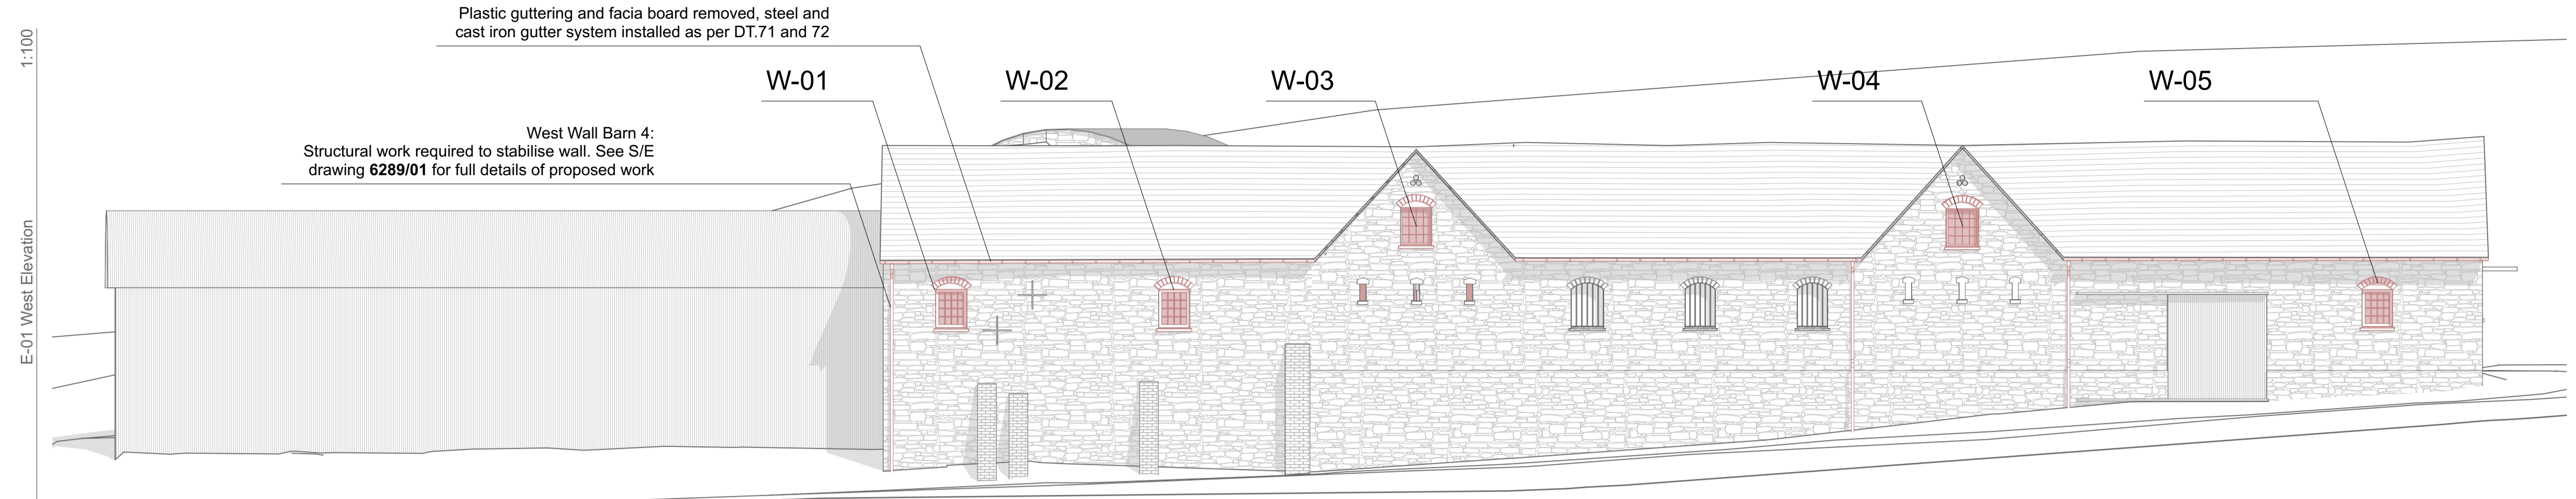 Plastic guttering and facia board removed, steel and
cast iron gutter system installed as per DT.71 and 72
1:100
W-01
W-02
W-03
W-04
W-05
West Wall Barn 4:
Structural work required to stabilise wall. See S/E
drawing 6289/01 for full details of proposed work
E-01 West Elevation